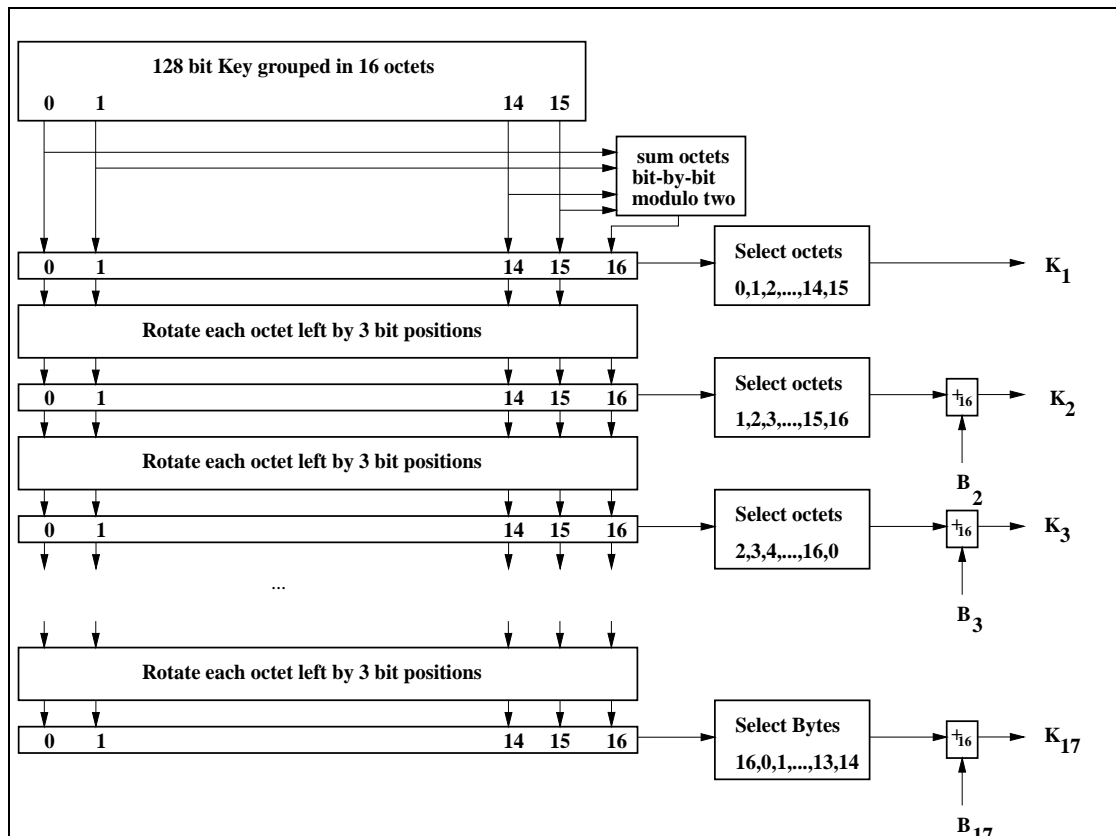 128 bit Key grouped in 16 octets
0 1 14 15
sum octets
bit-by-bit
modulo two
0 1 14 15 16
Select octets
0,1,2,...,14,15
K1
Rotate each octet left by 3 bit positions
0 1 14 15 16
Select octets
1,2,3,...,15,16
+16
K2
B2
Rotate each octet left by 3 bit positions
0 1 14 15 16
Select octets
2,3,4,...,16,0
+16
K3
B3
...
Rotate each octet left by 3 bit positions
0 1 14 15 16
Select Bytes
16,0,1,...,13,14
+16
K17
B17